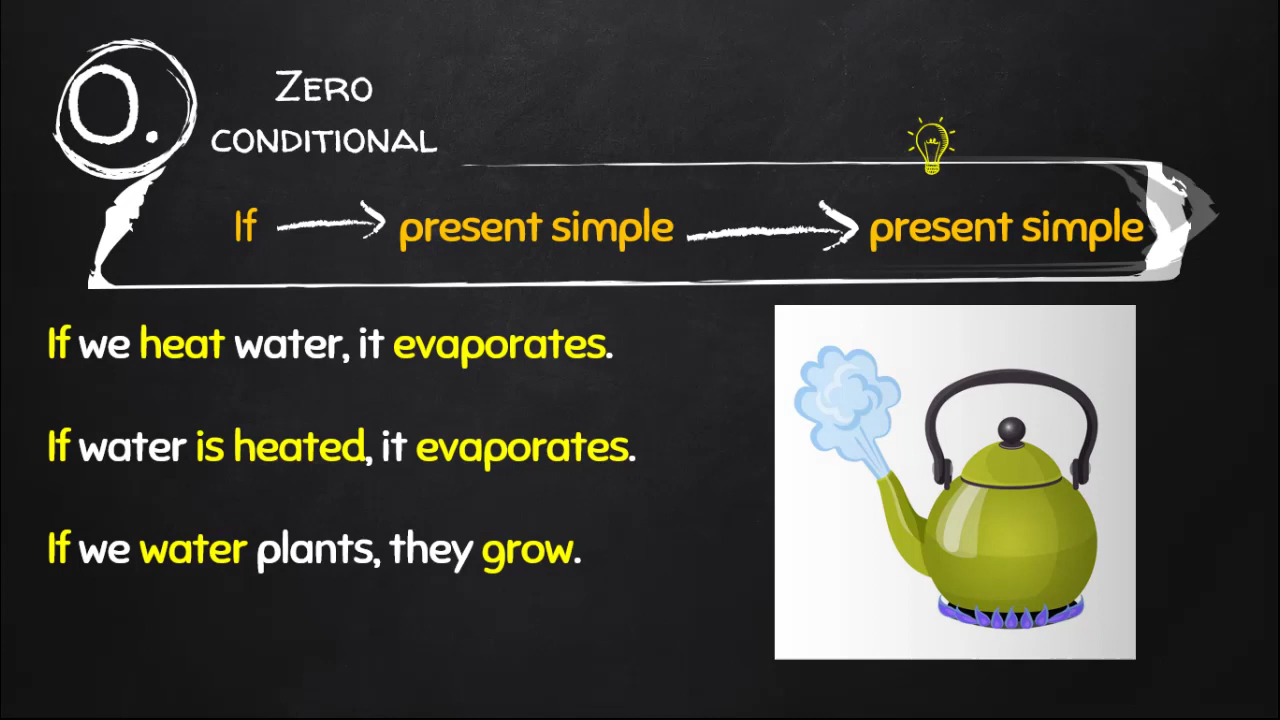 0.
Zero
conditional
If present simple present simple
If we heat water, it evaporates.
If water is heated, it evaporates.
If we water plants, they grow.